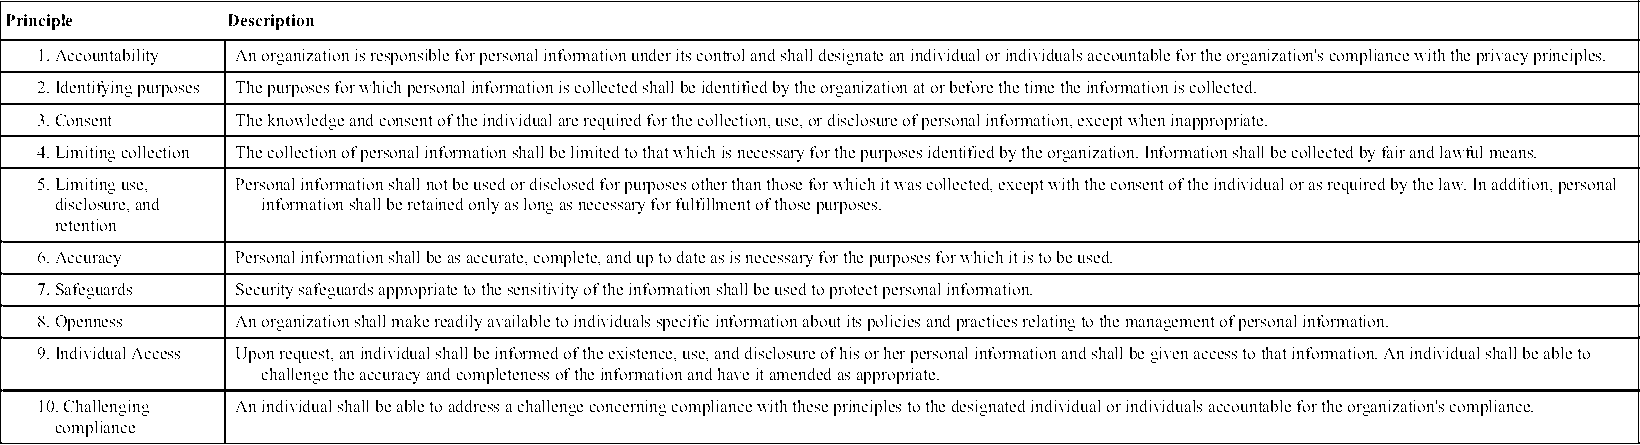 Principle Description
1. Accountability An organization is responsible for personal information under its control and shall designate an individual or individuals accountable for the organization's compliance with the privacy principles.
2. Identifying purposes The purposes for which personal information is collected shall be identified by the organization at or before the time the information is collected.
3. Consent The knowledge and consent of the individual are required for the collection, use, or disclosure of personal information, except when inappropriate.
4. Limiting collection The collection of personal information shall be limited to that which is necessary for the purposes identified by the organization. Information shall be collected by fair and lawful means.
5. Limiting use, Personal information shall not be used or disclosed for purposes other than those for which it was collected, except with the consent of the individual or as required by the law. In addition, personal
disclosure, and information shall be retained only as long as necessary for fulfillment of those purposes.
retention
6. Accuracy Personal information shall be as accurate, complete, and up to date as is necessary for the purposes for which it is to be used.
7. Safeguards Security safeguards appropriate to the sensitivity of the information shall be used to protect personal information.
8. Openness An organization shall make readily available to individuals specific information about its policies and practices relating to the management of personal information.
9. Individual Access Upon request, an individual shall be informed of the existence, use, and disclosure of his or her personal information and shall be given access to that information. An individual shall be able to
challenge the accuracy and completeness of the information and have it amended as appropriate.
10. Challenging An individual shall be able to address a challenge concerning compliance with these principles to the designated individual or individuals accountable for the organization's compliance.
compliance